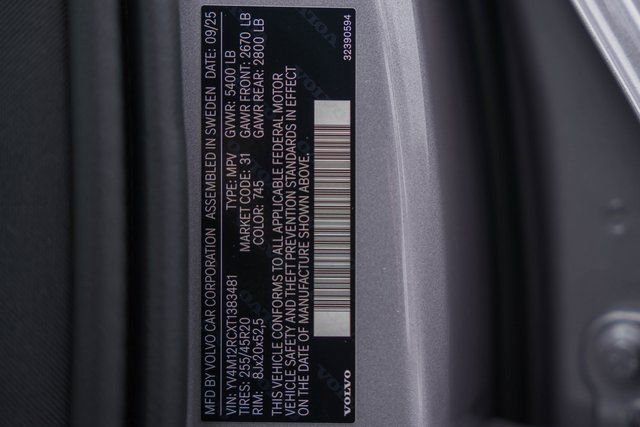 MFD BY VOLVO CAR CORPORATION ASSEMBLED IN SWEDEN DATE: 09/25
VIN: YV4M12RCXT1383481 TYPE: MPV GVWR: 5400 LB
TIRES: 255/45R20 MARKET CODE: 31 GAWR FRONT: 2670 LB
RIM: 8Jx20x52,5 COLOR: 745 GAWR REAR: 2800 LB
THIS VEHICLE CONFORMS TO ALL APPLICABLE FEDERAL MOTOR
VEHICLE SAFETY AND THEFT PREVENTION STANDARDS IN EFFECT
ON THE DATE OF MANUFACTURE SHOWN ABOVE.
VOLVO 32390594